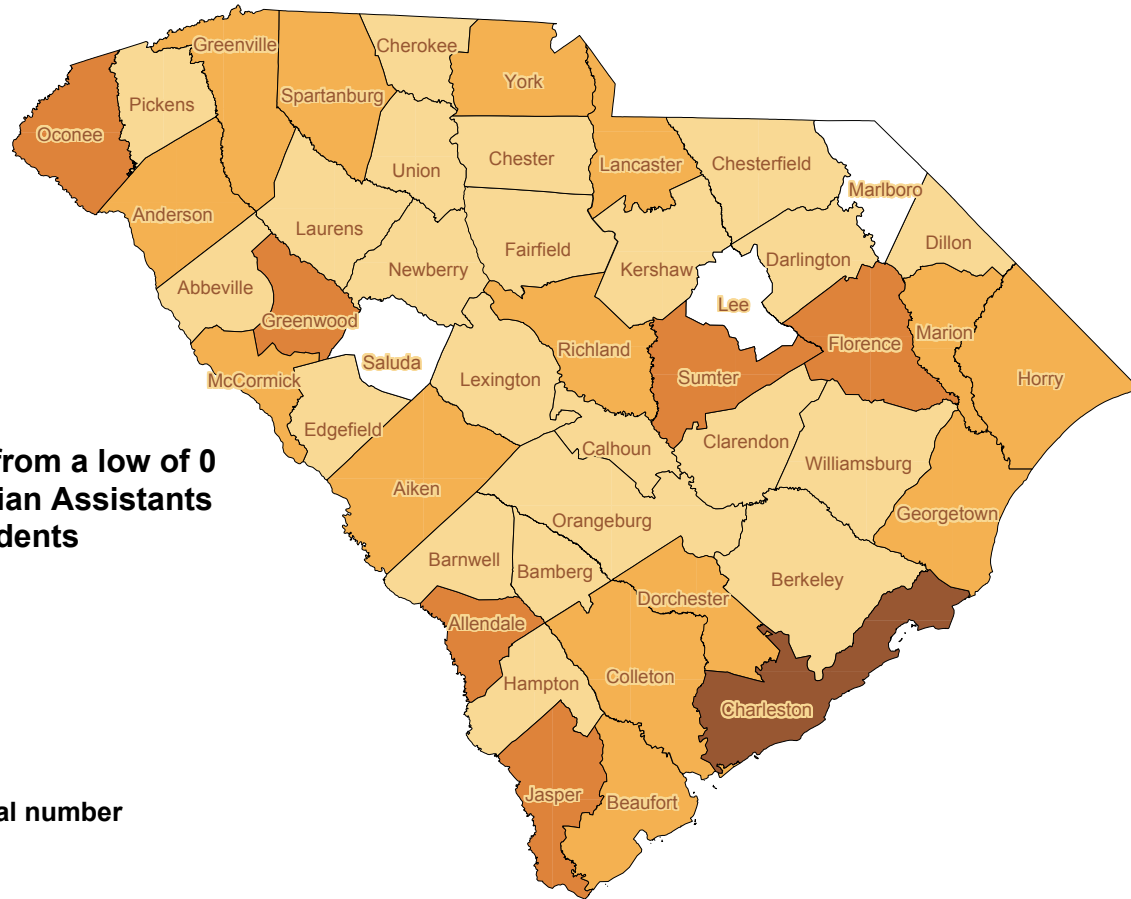 Cherokee
Greenville
York
Spartanburg
Pickens
Oconee
Chester
Lancaster
Chesterfield
Union
Marlboro
Anderson
Laurens
Fairfield
Dillon
Newberry
Kershaw
Darlington
Abbeville
Lee
Greenwood
Marion
Florence
Richland
Saluda
McCormick
Lexington
Sumter
Horry
Edgefield
Clarendon
Calhoun
from a low of 0
Williamsburg
Aiken
ian Assistants
Georgetown
Orangeburg
dents
Barnwell
Bamberg
Berkeley
Dorchester
Allendale
Colleton
Hampton
Charleston
Jasper
Beaufort
al number